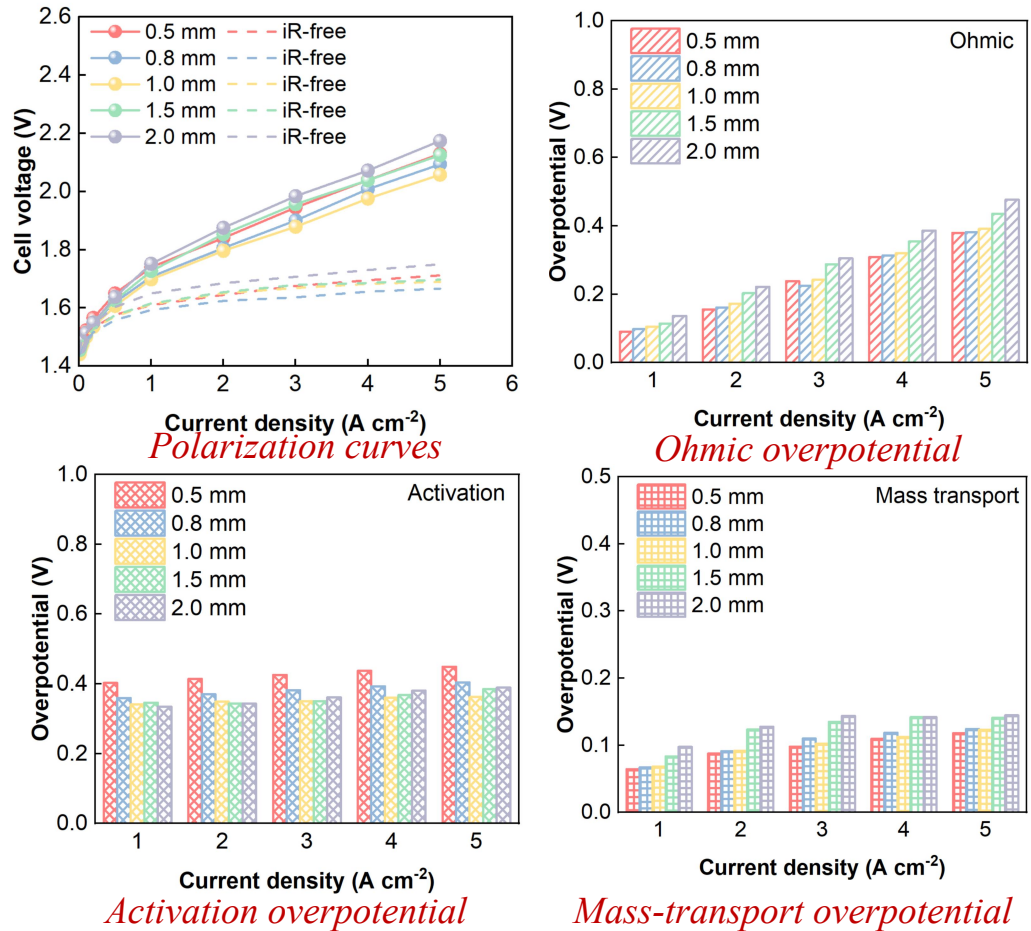 2.6
2.4
2.2
2.0
1.8
1.6
1.4
Cell voltage (V)
0.5 mm iR-free
0.8 mm iR-free
1.0 mm iR-free
1.5 mm iR-free
2.0 mm iR-free
0 1 2 3 4 5 6
Current density (A cm⁻²)
Polarization curves
1.0
0.8
0.6
0.4
0.2
0.0
Overpotential (V)
0.5 mm
0.8 mm
1.0 mm
1.5 mm
2.0 mm
Ohmic
1 2 3 4 5
Current density (A cm⁻²)
Ohmic overpotential
1.0
0.8
0.6
0.4
0.2
0.0
Overpotential (V)
0.5 mm
0.8 mm
1.0 mm
1.5 mm
2.0 mm
Activation
1 2 3 4 5
Current density (A cm⁻²)
Activation overpotential
0.5
0.4
0.3
0.2
0.1
0.0
Overpotential (V)
0.5 mm
0.8 mm
1.0 mm
1.5 mm
2.0 mm
Mass transport
1 2 3 4 5
Current density (A cm⁻²)
Mass-transport overpotential